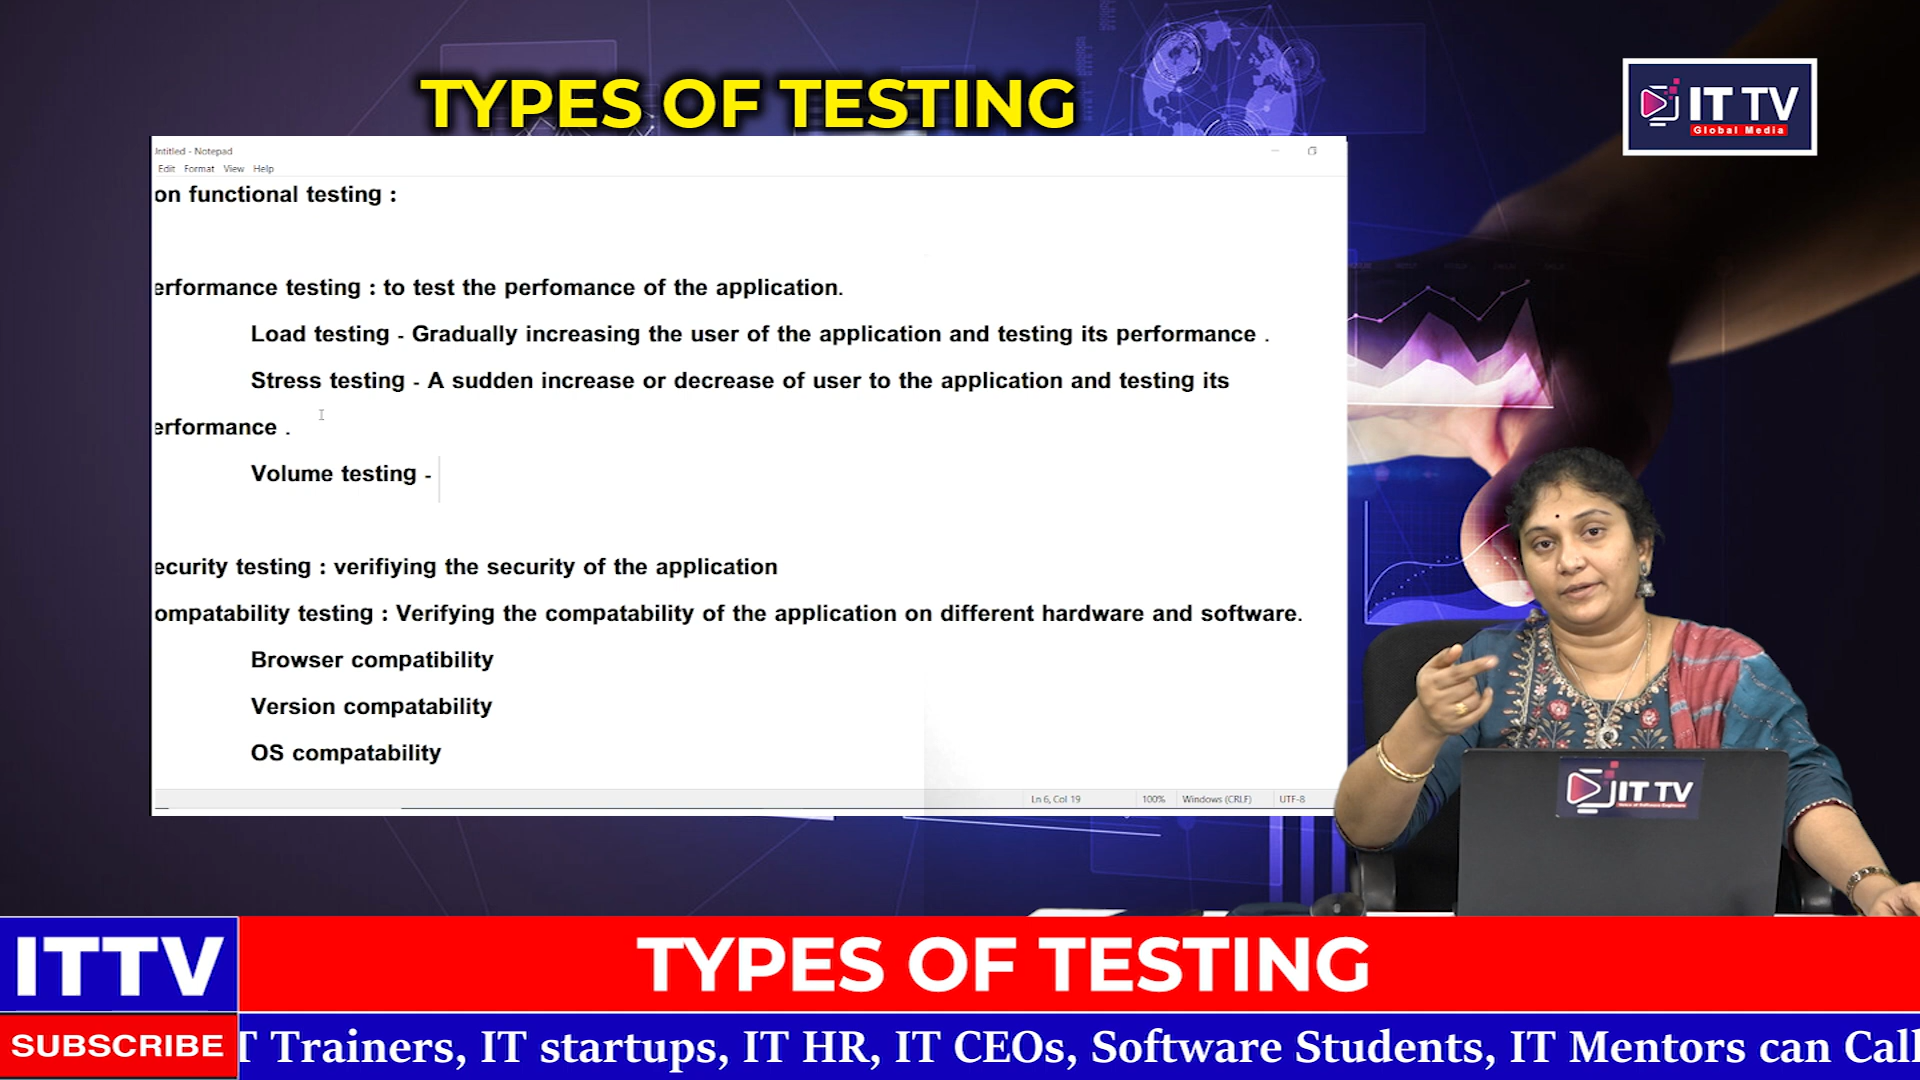 TYPES OF TESTING
IT TV
Global Media
Untitled - Notepad
Edit Format View Help
on functional testing :
erformance testing : to test the perfomance of the application.
Load testing - Gradually increasing the user of the application and testing its performance .
Stress testing - A sudden increase or decrease of user to the application and testing its
erformance .
Volume testing -
ecurity testing : verifiying the security of the application
ompatability testing : Verifying the compatability of the application on different hardware and software.
Browser compatibility
Version compatability
OS compatability
Ln 6, Col 19 100% Windows (CRLF) UTF-8
IT TV
Voice of Software Engineers
ITTV
TYPES OF TESTING
SUBSCRIBE
T Trainers, IT startups, IT HR, IT CEOs, Software Students, IT Mentors can Call